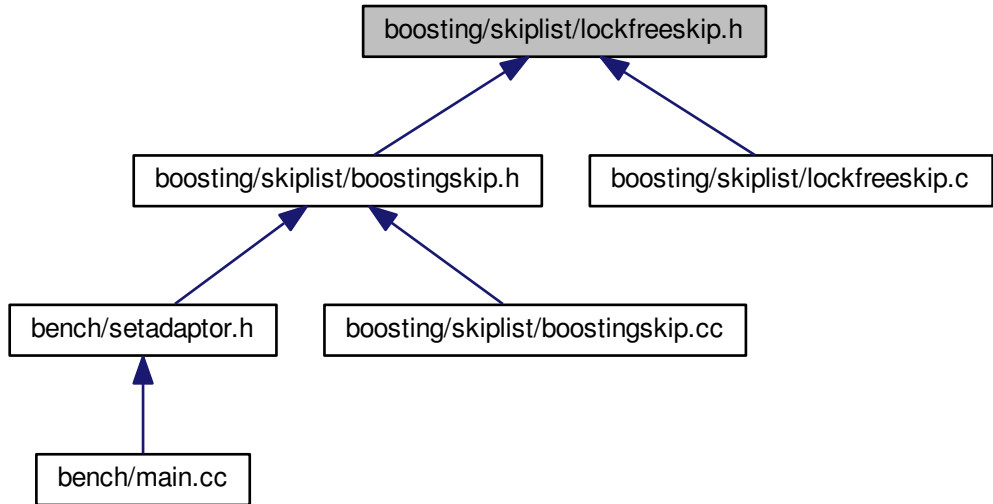 boosting/skiplist/lockfreeskip.h
boosting/skiplist/boostingskip.h
boosting/skiplist/lockfreeskip.c
bench/setadaptor.h
boosting/skiplist/boostingskip.cc
bench/main.cc